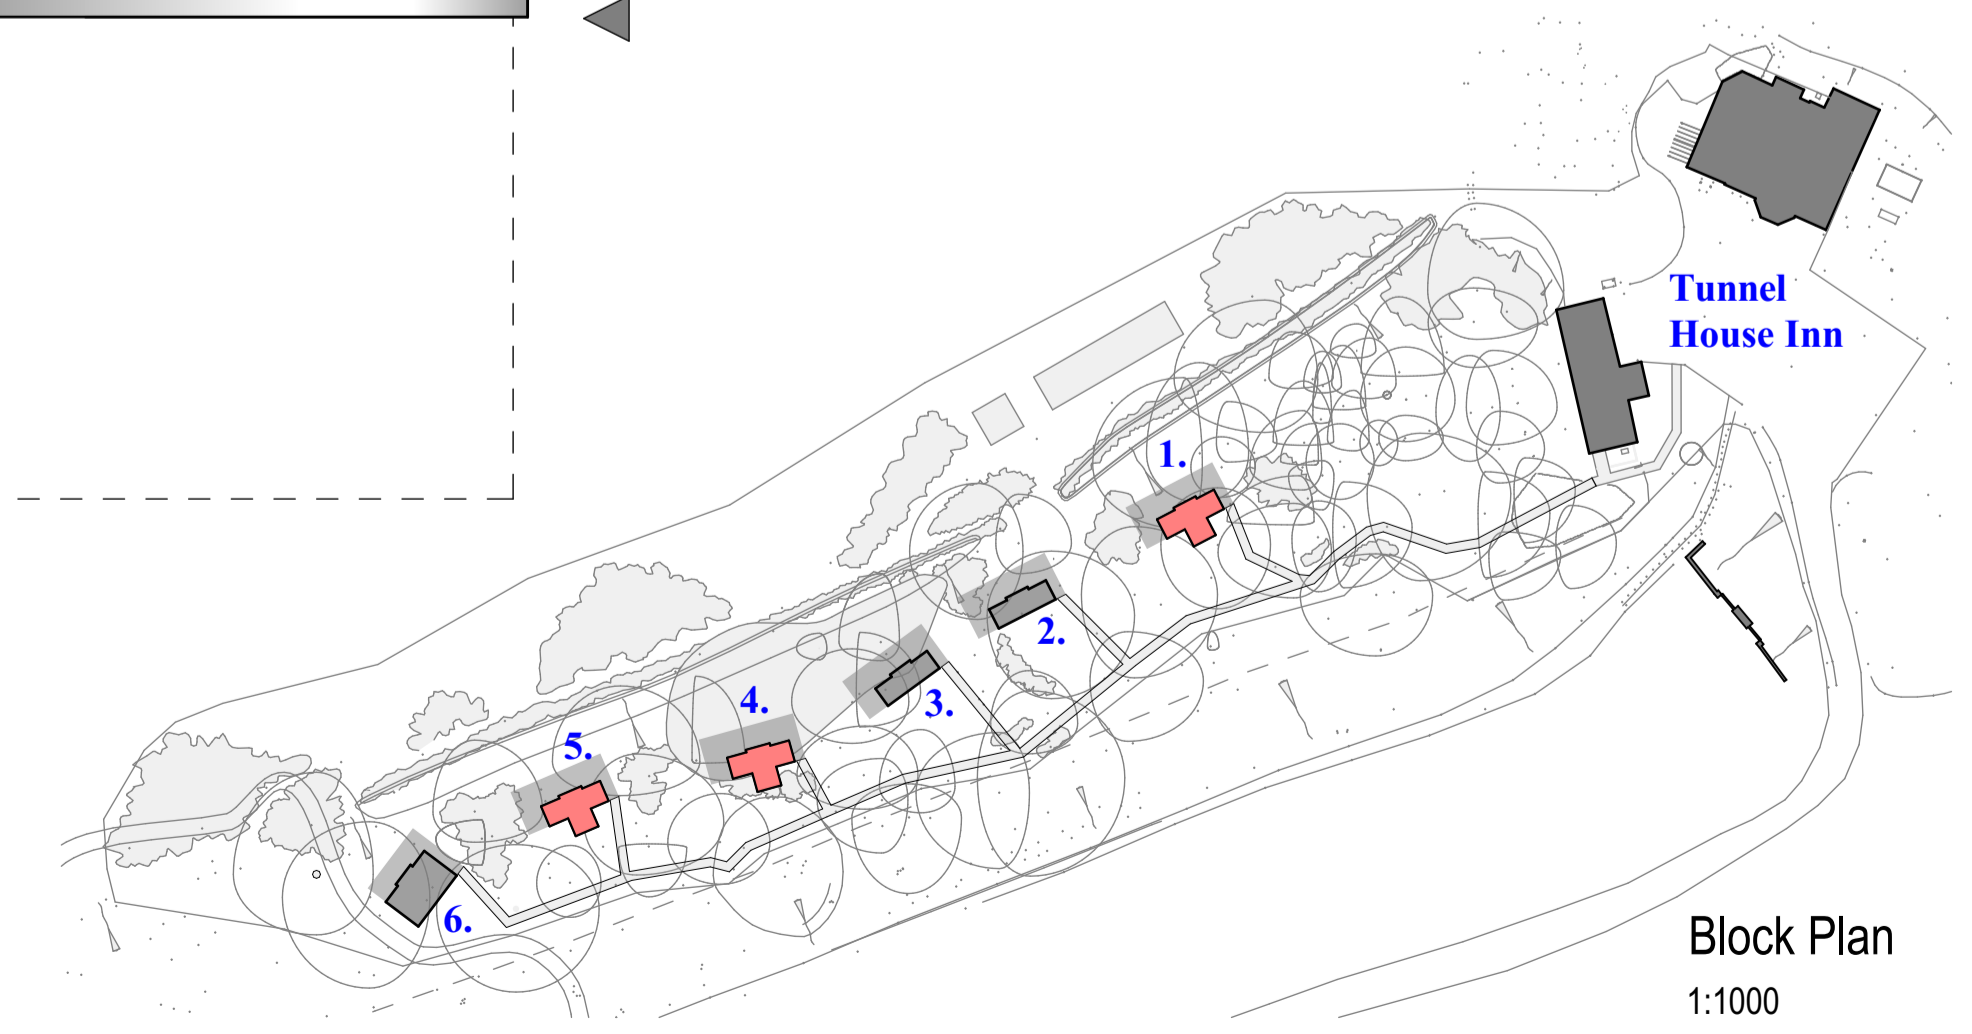 Tunnel
House Inn
1.
2.
3.
4.
5.
6.
Block Plan
1:1000